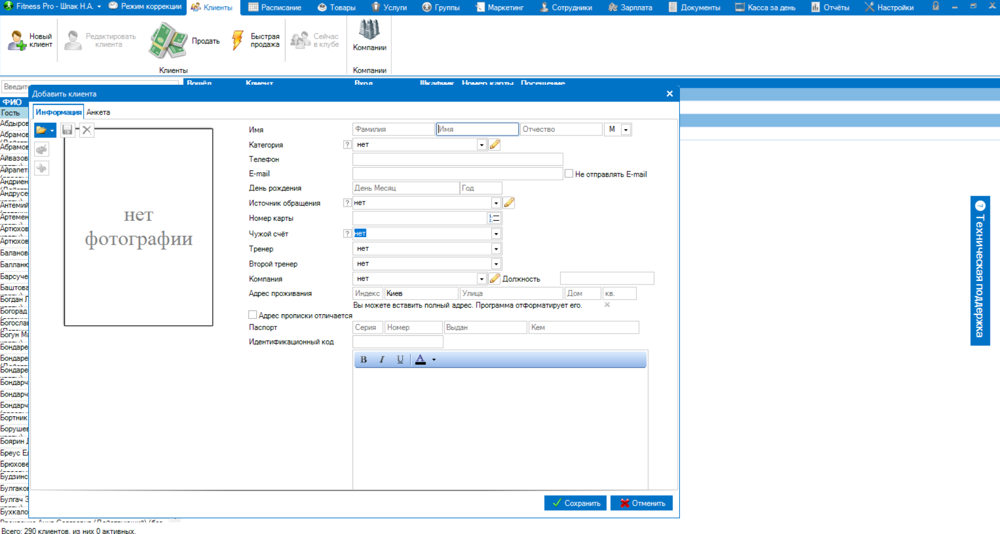 Fitness Pro - Шпак Н.А. Режим коррекции Клиенты Расписание Товары Услуги Группы Маркетинг Сотрудники Зарплата Документы Касса за день Отчёты Настройки
Новый клиент
Редактировать клиента
Продать
Быстрая продажа
Сейчас в клубе
Компании
Клиенты
Компании
Введите
Вошёл Клиент Вход Шкафчик Номер карты Посещение
Добавить клиента
ФИО
Гость
Информация Анкета
нет фотографии
Имя Фамилия Имя Отчество М
Категория ? нет
Телефон
E-mail Не отправлять E-mail
День рождения День Месяц Год
Источник обращения ? нет
Номер карты
Чужой счёт ? нет
Тренер нет
Второй тренер нет
Компания нет Должность
Адрес проживания Индекс Киев Улица Дом кв.
Вы можете вставить полный адрес. Программа отформатирует его.
Адрес прописки отличается
Паспорт Серия Номер Выдан Кем
Идентификационный код
B I U A
Абдыров
Абрамов
Абрамов
Айвазов
Айрапет
Андриен
Андрусе
Антемий
Артемен
Артюхов
Артюхов
Баланов
Балланю
Барсуче
Баштова
Богдан Л
Богорад
Богослав
Богун Ма
Бондаре
Бондаре
Бондаре
Бондарч
Бондарч
Бондарч
Бортник
Борушев
Боярин Д
Бреус Ел
Брюхове
Будзинс
Булгаков
Булгач З
Бухкало
Сохранить Отменить
Всего: 290 клиентов, из них 0 активных.
Техническая поддержка